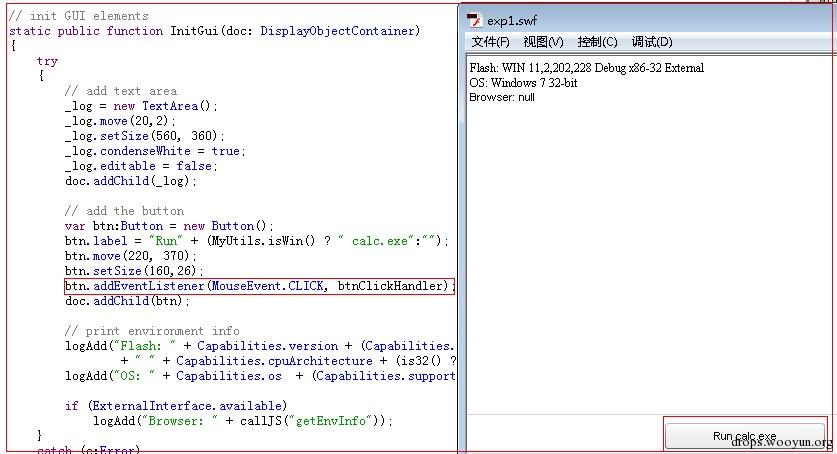 // init GUI elements
static public function InitGui(doc: DisplayObjectContainer)
{
try
{
// add text area
_log = new TextArea();
_log.move(20,2);
_log.setSize(560, 360);
_log.condenseWhite = true;
_log.editable = false;
doc.addChild(_log);
// add the button
var btn:Button = new Button();
btn.label = "Run" + (MyUtils.isWin() ? " calc.exe":"");
btn.move(220, 370);
btn.setSize(160,26);
btn.addEventListener(MouseEvent.CLICK, btnClickHandler);
doc.addChild(btn);
// print environment info
logAdd("Flash: " + Capabilities.version + (Capabilities.
+ " " + Capabilities.cpuArchitecture + (is32() ?
logAdd("OS: " + Capabilities.os  + (Capabilities.support
if (ExternalInterface.available)
logAdd("Browser: " + callJS("getEnvInfo"));
}
catch (e:Error)
exp1.swf
文件(F) 视图(V) 控制(C) 调试(D)
Flash: WIN 11,2,202,228 Debug x86-32 External
OS: Windows 7 32-bit
Browser: null
Run calc.exe
drops.wooyun.org